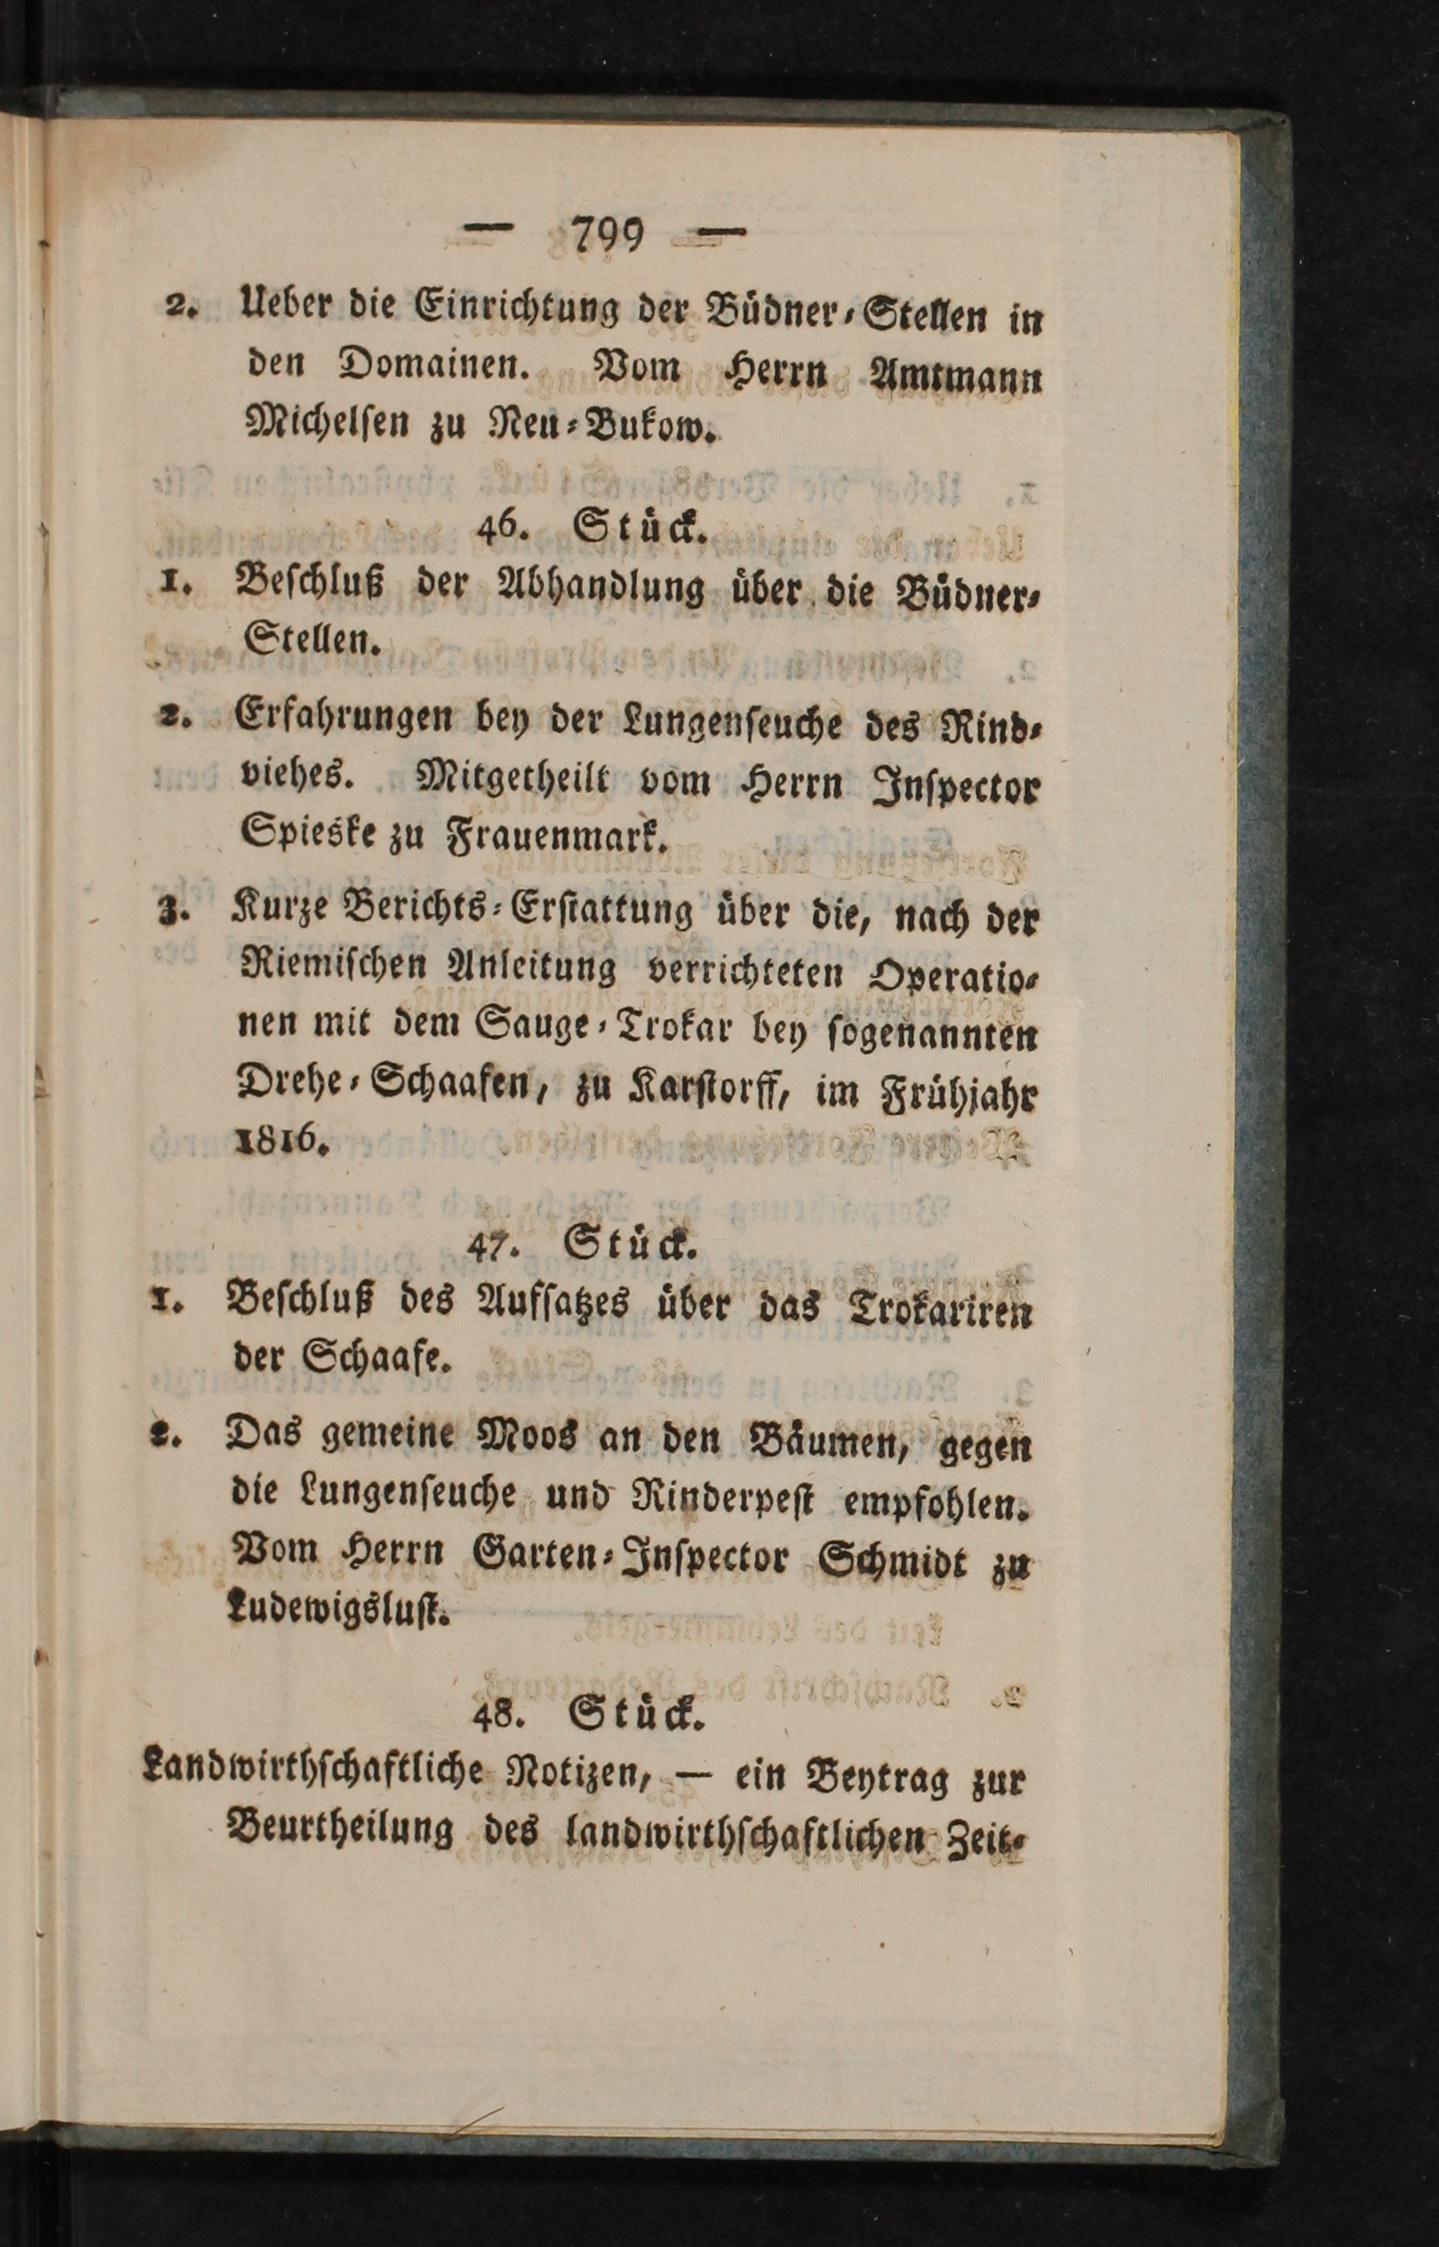 — 799 —
2. Ueber die Einrichtung der Büdner-Stellen in
den Domainen. Vom Herrn Amtmann
Michelsen zu Neu-Bukow.
46. Stück.
1. Beschluß der Abhandlung über die Büdner-
Stellen.
2. Erfahrungen bey der Lungenseuche des Rind-
viehes. Mitgetheilt vom Herrn Inspector
Spieske zu Frauenmark.
3. Kurze Berichts-Erstattung über die, nach der
Riemischen Anleitung verrichteten Operatio-
nen mit dem Sauge-Trokar bey sogenannten
Drehe-Schaafen, zu Karstorff, im Frühjahr
1816.
47. Stück.
1. Beschluß des Aufsatzes über das Trokariren
der Schaafe.
2. Das gemeine Moos an den Bäumen, gegen
die Lungenseuche und Rinderpest empfohlen.
Vom Herrn Garten-Inspector Schmidt zu
Ludewigslust.
48. Stück.
Landwirthschaftliche Notizen, — ein Beytrag zur
Beurtheilung des landwirthschaftlichen Zeit-